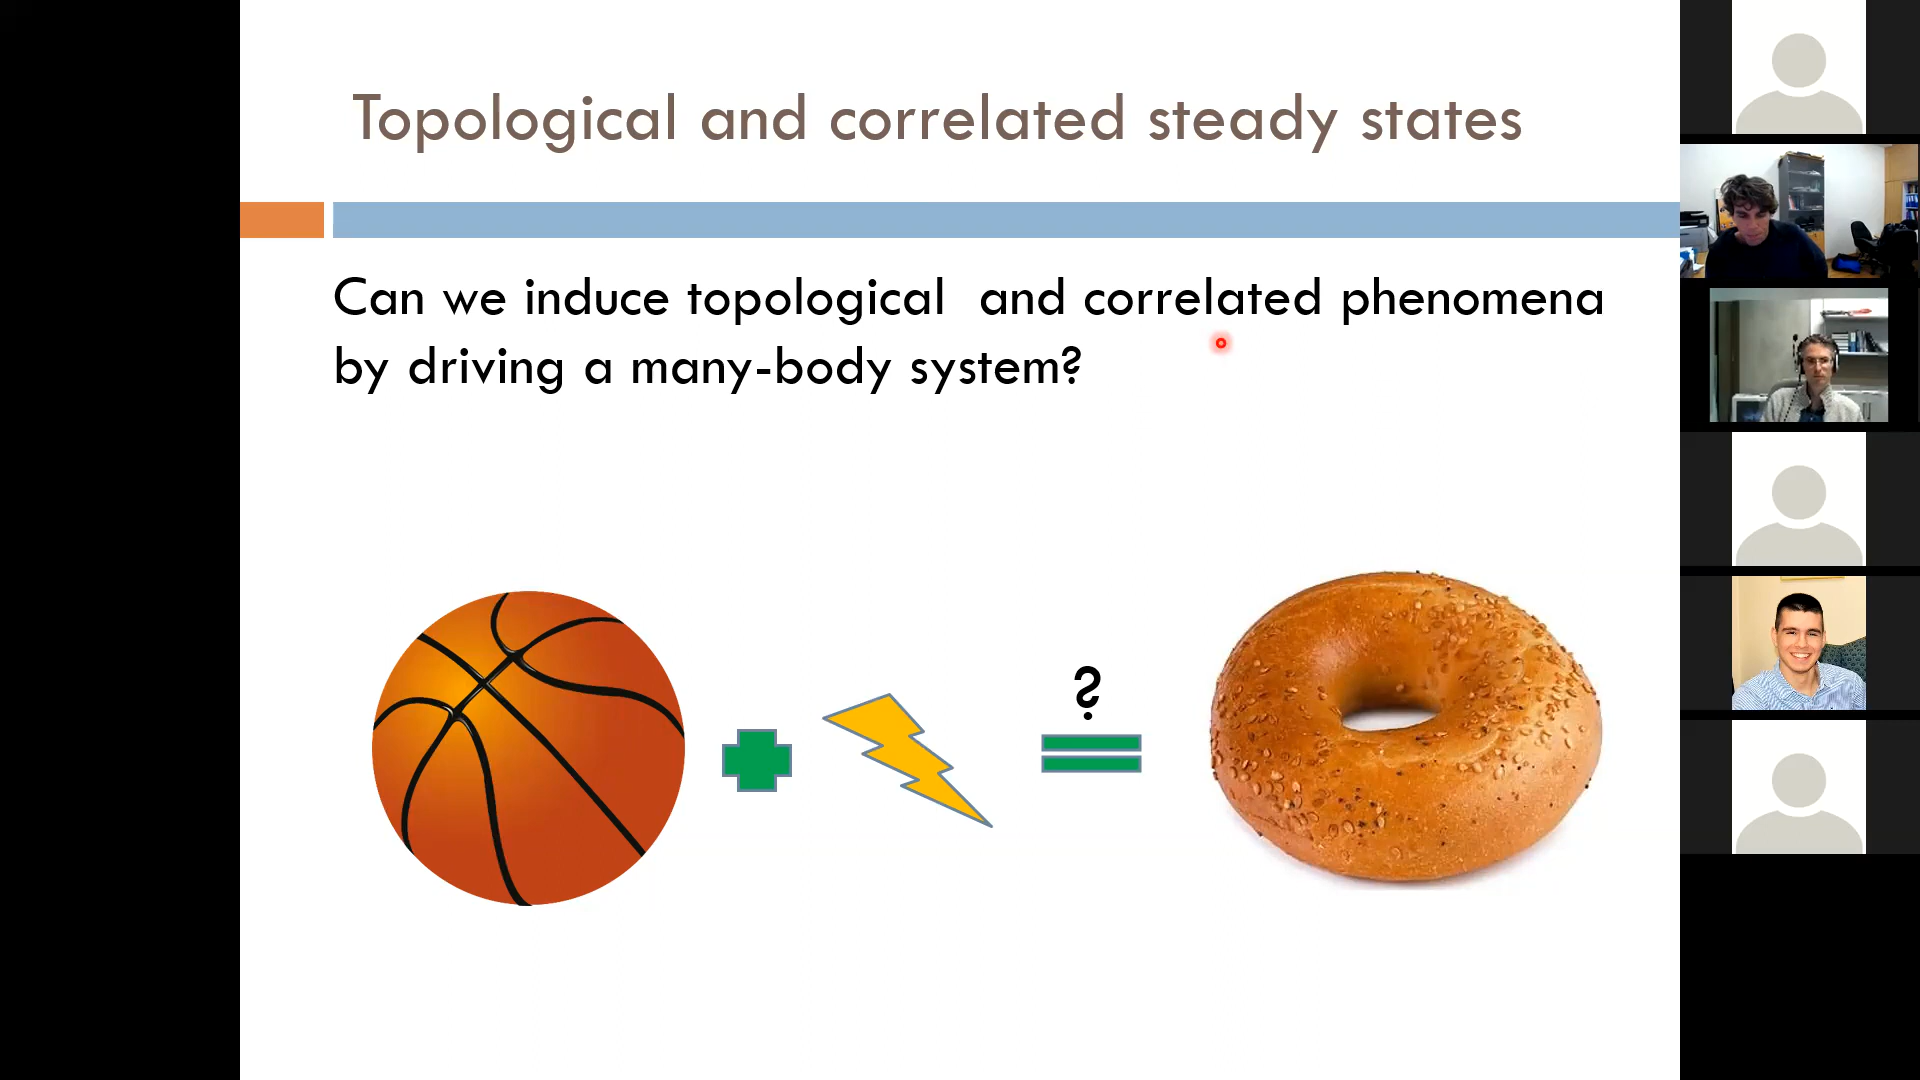 Topological and correlated steady states
Can we induce topological and correlated phenomena
by driving a many-body system?
?